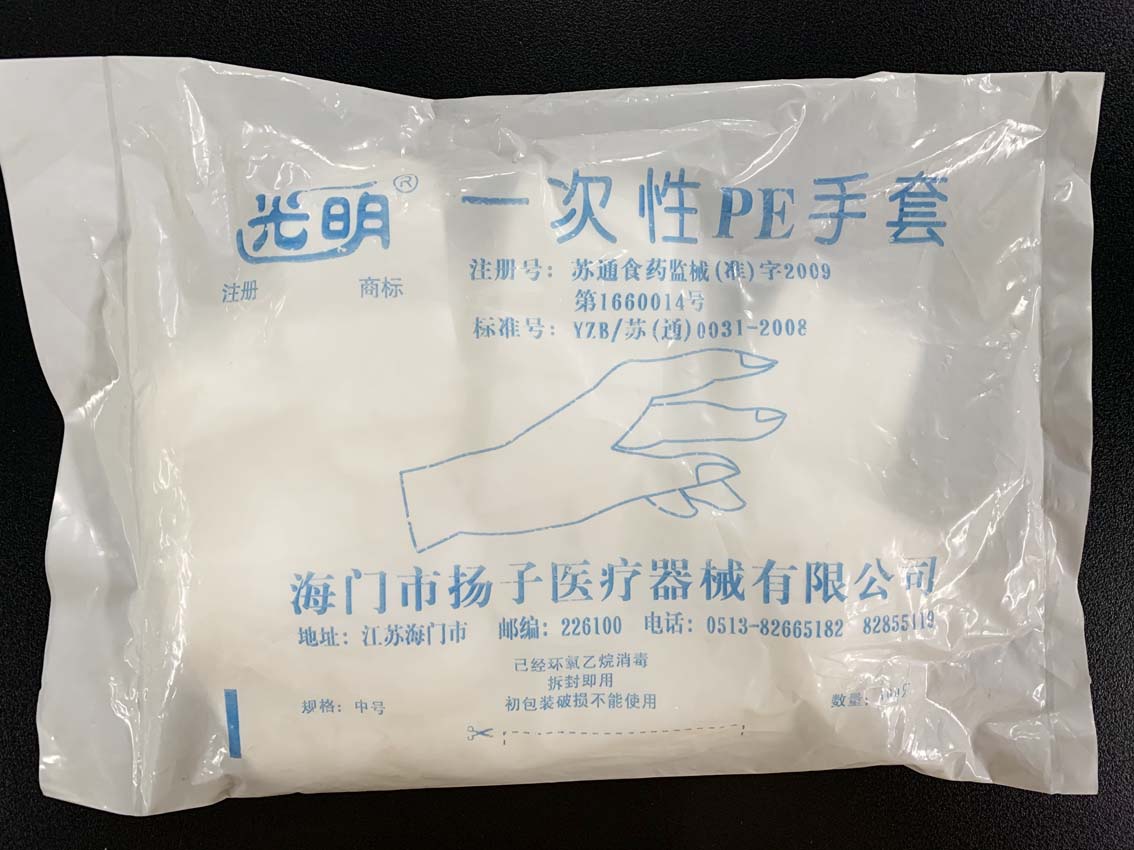 光明® 一次性PE手套
注册 商标
注册号：苏通食药监械(准)字2009
第1660014号
标准号：YZB/苏(通)0031-2008
海门市扬子医疗器械有限公司
地址：江苏海门市 邮编：226100 电话：0513-82665182 82855119
已经环氧乙烷消毒
拆封即用
规格：中号 初包装破损不能使用 数量：